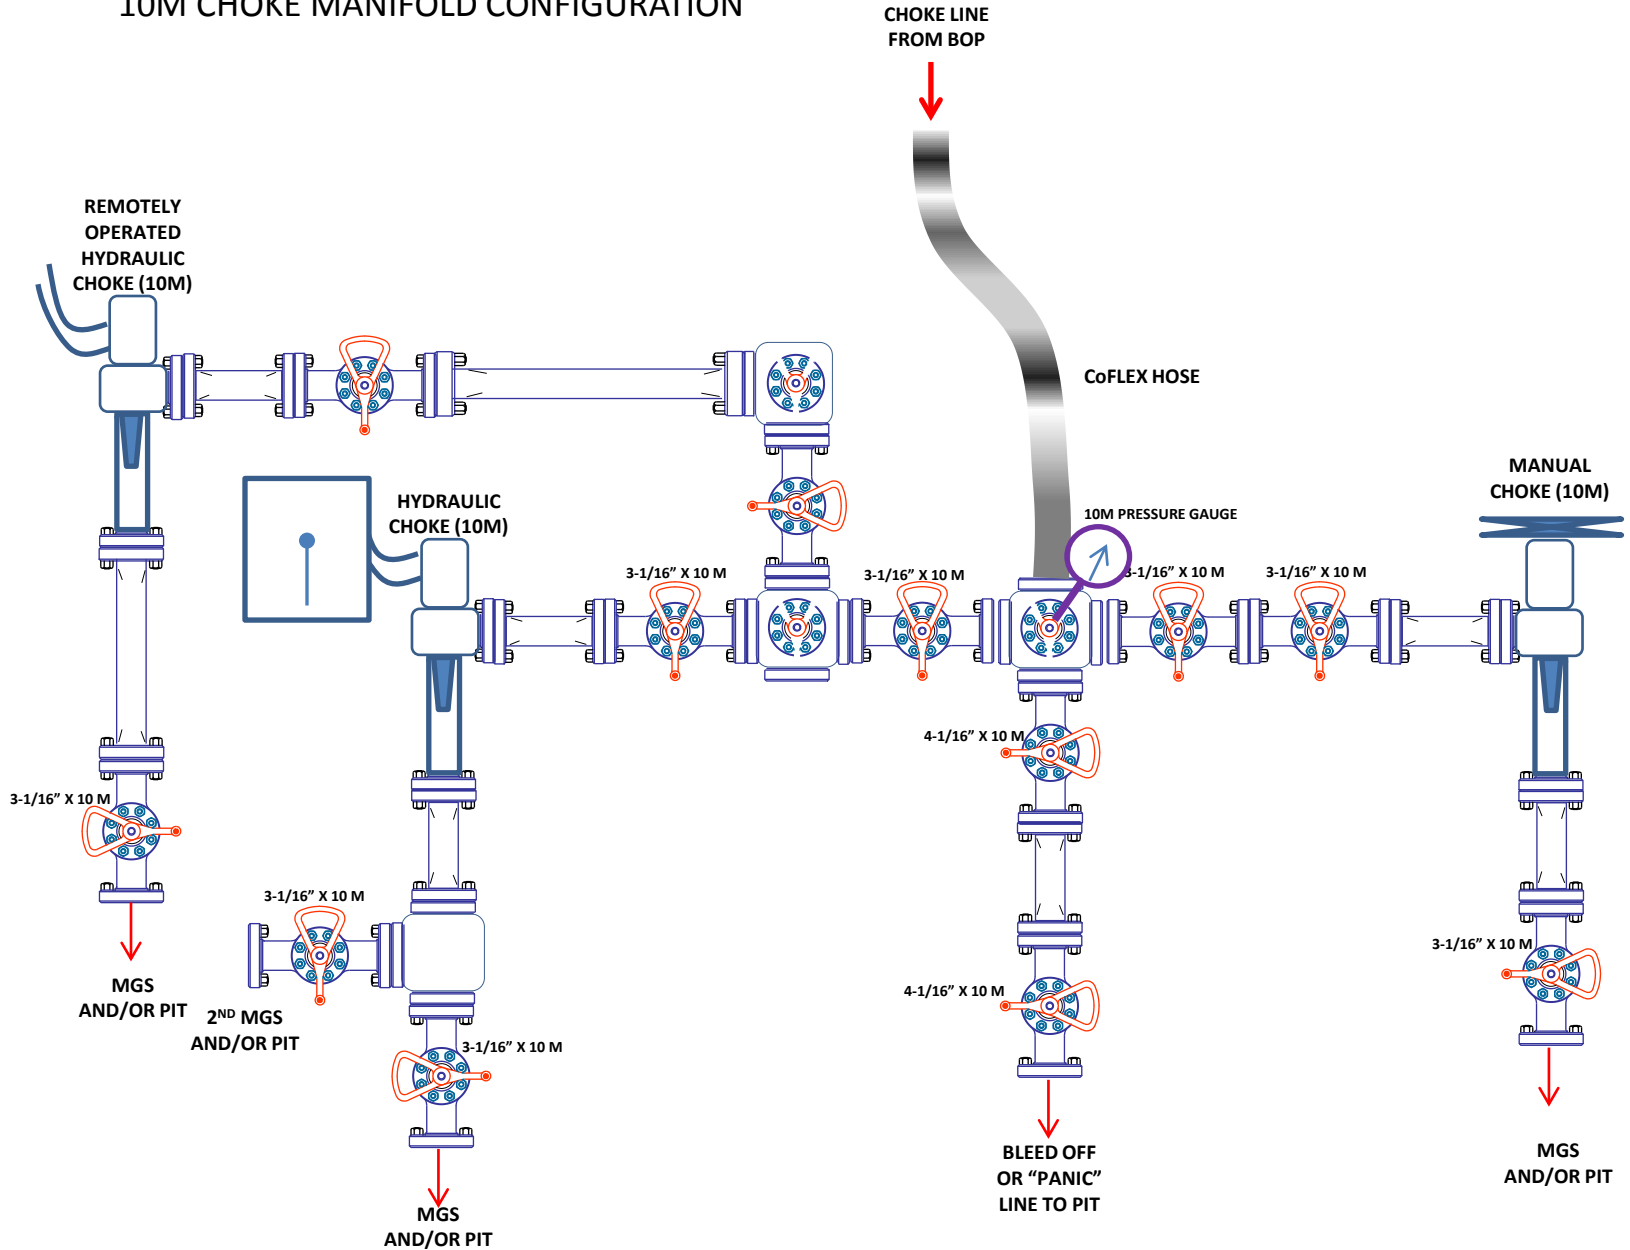 10M CHOKE MANIFOLD CONFIGURATION
CHOKE LINE
FROM BOP
REMOTELY
OPERATED
HYDRAULIC
CHOKE (10M)
CoFLEX HOSE
MANUAL
CHOKE (10M)
HYDRAULIC
CHOKE (10M)
10M PRESSURE GAUGE
3-1/16” X 10 M
3-1/16” X 10 M
3-1/16” X 10 M
3-1/16” X 10 M
4-1/16” X 10 M
3-1/16” X 10 M
3-1/16” X 10 M
3-1/16” X 10 M
4-1/16” X 10 M
3-1/16” X 10 M
MGS
AND/OR PIT
2ND MGS
AND/OR PIT
BLEED OFF
OR “PANIC”
LINE TO PIT
MGS
AND/OR PIT
MGS
AND/OR PIT